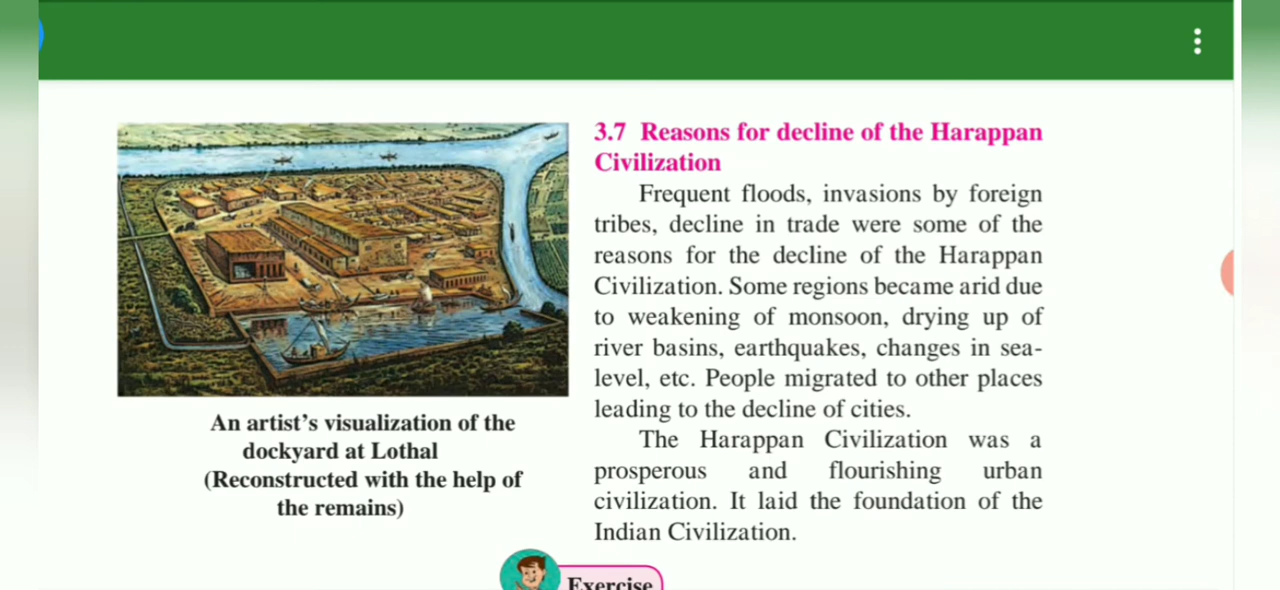 An artist's visualization of the
dockyard at Lothal
(Reconstructed with the help of
the remains)
3.7 Reasons for decline of the Harappan
Civilization
Frequent floods, invasions by foreign
tribes, decline in trade were some of the
reasons for the decline of the Harappan
Civilization. Some regions became arid due
to weakening of monsoon, drying up of
river basins, earthquakes, changes in sea-
level, etc. People migrated to other places
leading to the decline of cities.
The Harappan Civilization was a
prosperous and flourishing urban
civilization. It laid the foundation of the
Indian Civilization.
Exercise